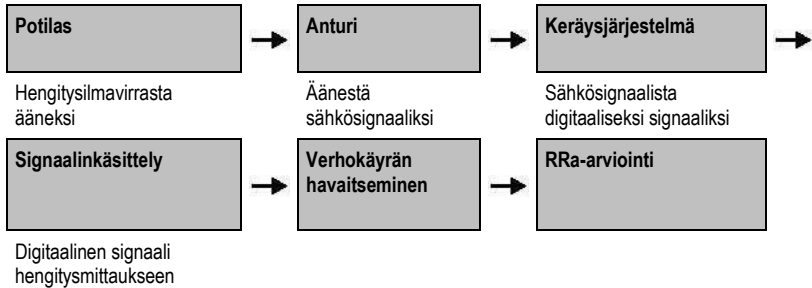 Potilas
Anturi
Keräysjärjestelmä
Hengitysilmavirrasta
ääneksi
Äänestä
sähkösignaaliksi
Sähkösignaalista
digitaaliseksi signaaliksi
Signaalinkäsittely
Verhokäyrän
havaitseminen
RRa-arviointi
Digitaalinen signaali
hengitysmittaukseen